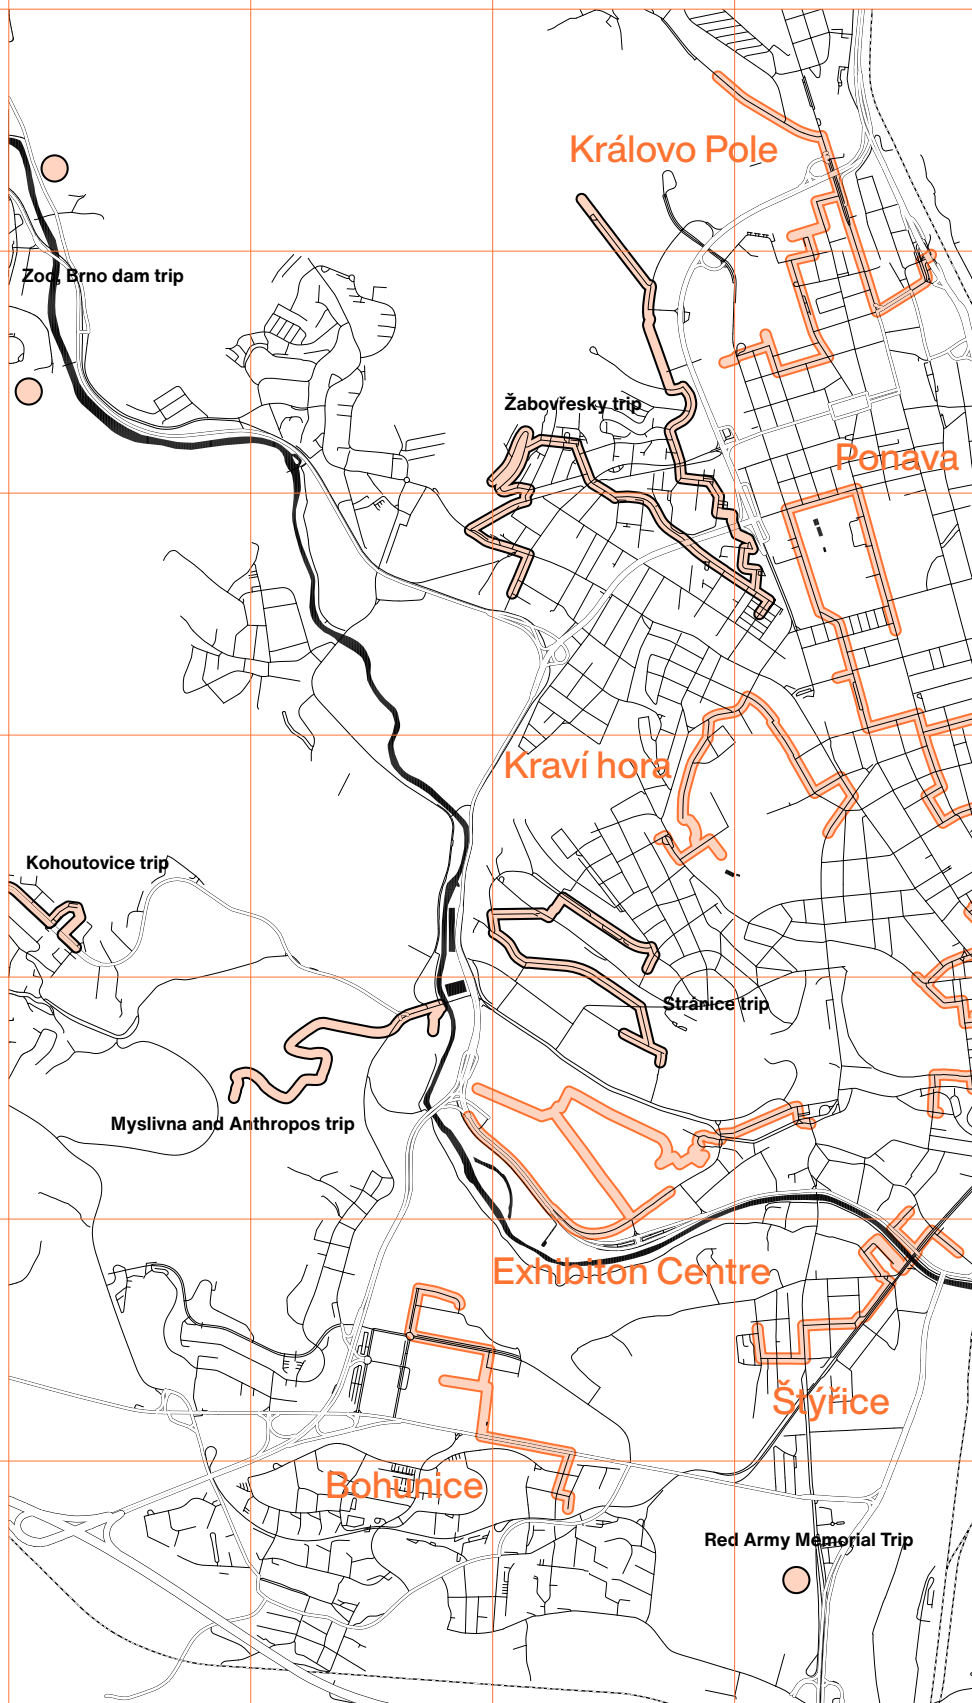 Královo Pole
Zoo, Brno dam trip
Žabovřesky trip
Ponava
Kraví hora
Kohoutovice trip
Stránice trip
Myslivna and Anthropos trip
Exhibiton Centre
Štýřice
Bohunice
Red Army Memorial Trip